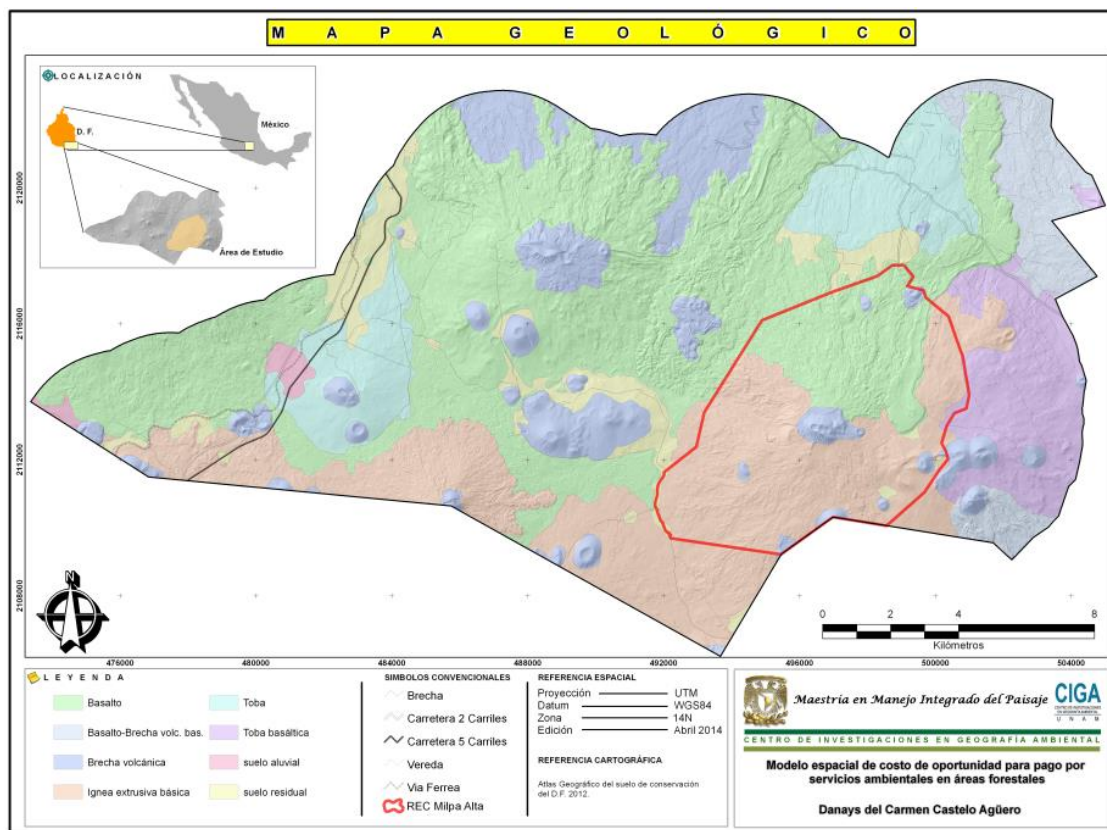 M A P A G E O L Ó G I C O
LOCALIZACIÓN
México
D. F.
Área de Estudio
2120000
2116000
2112000
2108000
N
0 2 4 8
Kilómetros
476000 480000 484000 488000 492000 496000 500000 504000
LEYENDA
Basalto
Basalto-Brecha volc. bas.
Brecha volcánica
Ignea extrusiva básica
Toba
Toba basáltica
suelo aluvial
suelo residual
SIMBOLOS CONVENCIONALES
Brecha
Carretera 2 Carriles
Carretera 5 Carriles
Vereda
Via Ferrea
REC Milpa Alta
REFERENCIA ESPACIAL
Proyección UTM
Datum WGS84
Zona 14N
Edición Abril 2014
REFERENCIA CARTOGRÁFICA
Atlas Geográfico del suelo de conservación
del D.F. 2012.
Maestria en Manejo Integrado del Paisaje
CIGA
UNAM
CENTRO DE INVESTIGACIONES EN GEOGRAFÍA AMBIENTAL
Modelo espacial de costo de oportunidad para pago por
servicios ambientales en áreas forestales
Danays del Carmen Castelo Agüero